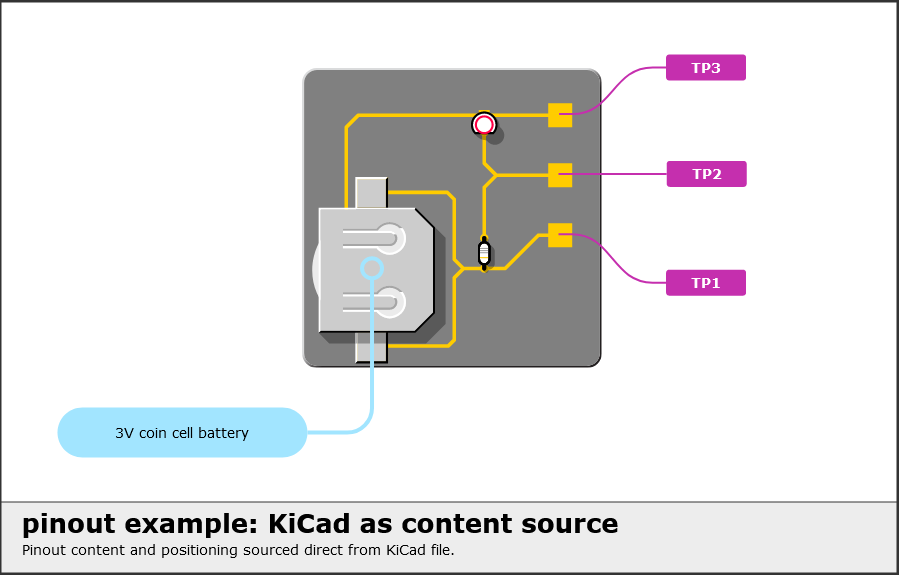 TP3
TP2
TP1
3V coin cell battery
pinout example: KiCad as content source
Pinout content and positioning sourced direct from KiCad file.